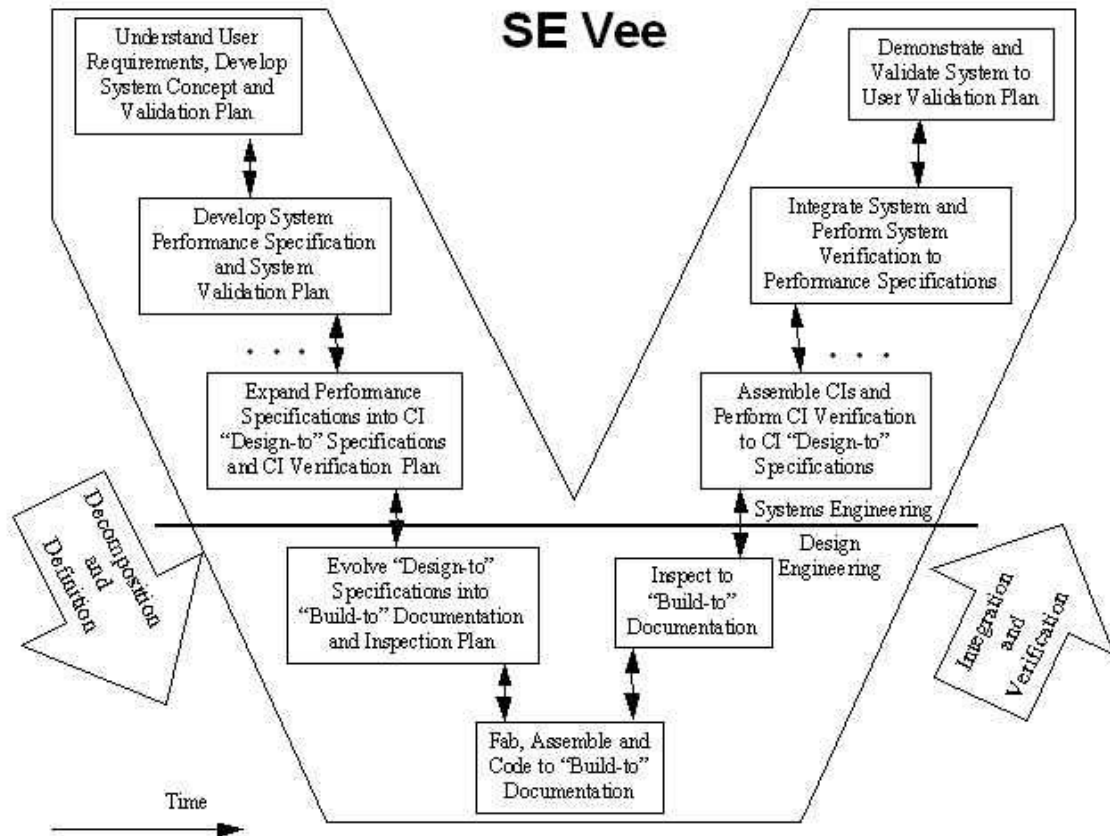 SE Vee
Understand User
Requirements, Develop
System Concept and
Validation Plan
Demonstrate and
Validate System to
User Validation Plan
Develop System
Performance Specification
and System
Validation Plan
Integrate System and
Perform System
Verification to
Performance Specifications
. . .
. . .
Expand Performance
Specifications into CI
“Design-to” Specifications
and CI Verification Plan
Assemble CIs and
Perform CI Verification
to CI “Design-to”
Specifications
Systems Engineering
Design
Engineering
Decomposition
and
Definition
Evolve “Design-to”
Specifications into
“Build-to” Documentation
and Inspection Plan
Inspect to
“Build-to”
Documentation
Integration
and
Verification
Fab, Assemble and
Code to “Build-to”
Documentation
Time